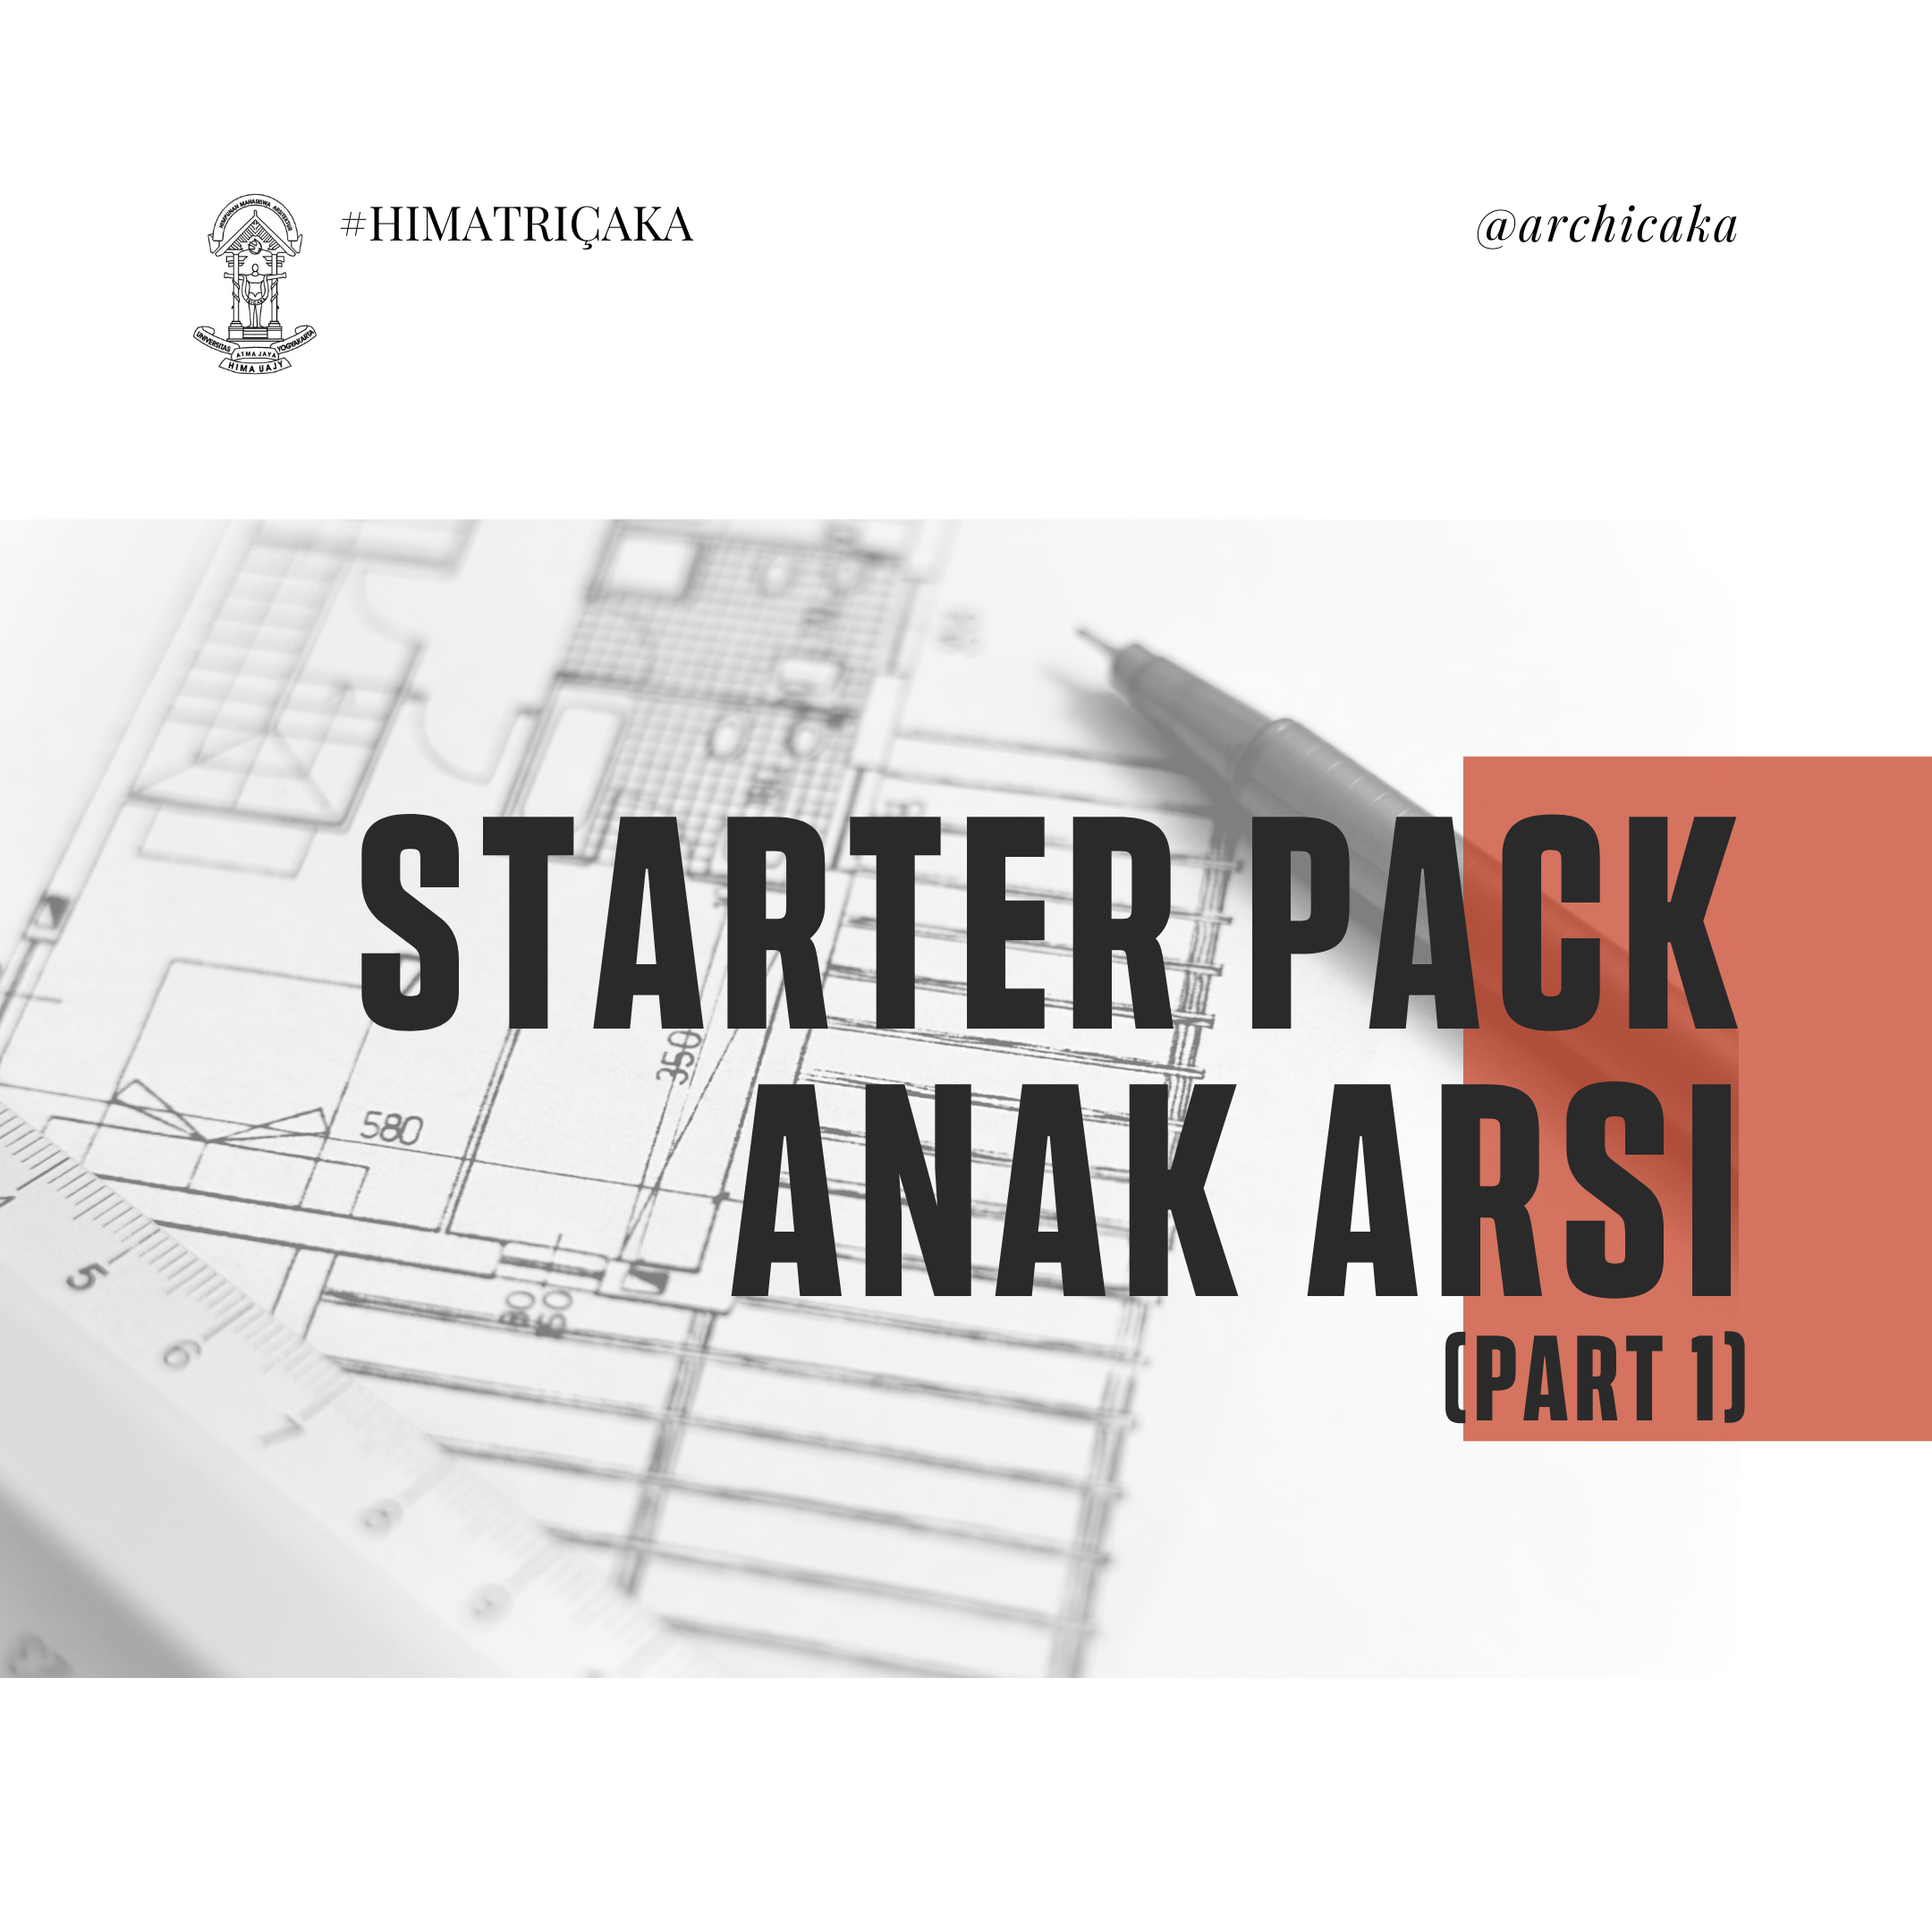 HIMPUNAN MAHASISWA ARSITEKTUR
UNIVERSITAS
ATMA JAYA
YOGYAKARTA
HIMA UAJY
#HIMATRIÇAKA
@archicaka
STARTER PACK
ANAK ARSI
(PART 1)
350
580
5
6
7
8
9